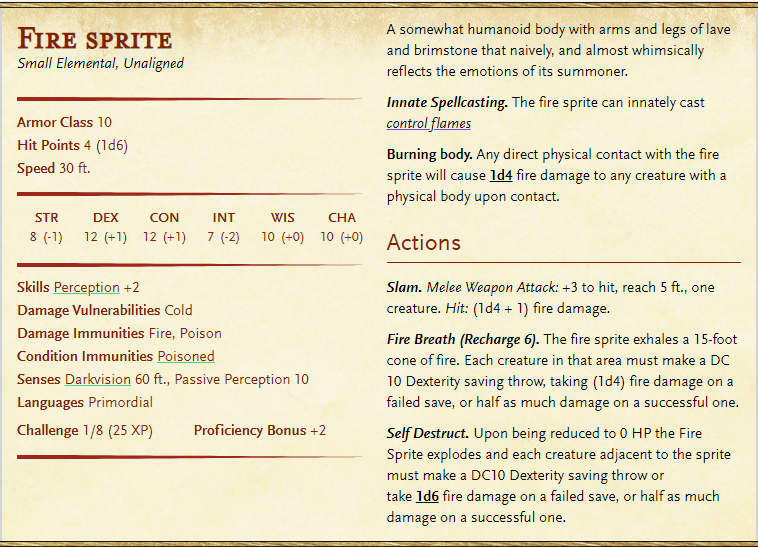 Fire sprite
Small Elemental, Unaligned
Armor Class 10
Hit Points 4 (1d6)
Speed 30 ft.
STR DEX CON INT WIS CHA
8 (-1) 12 (+1) 12 (+1) 7 (-2) 10 (+0) 10 (+0)
Skills Perception +2
Damage Vulnerabilities Cold
Damage Immunities Fire, Poison
Condition Immunities Poisoned
Senses Darkvision 60 ft., Passive Perception 10
Languages Primordial
Challenge 1/8 (25 XP) Proficiency Bonus +2
A somewhat humanoid body with arms and legs of lave
and brimstone that naively, and almost whimsically
reflects the emotions of its summoner.
Innate Spellcasting. The fire sprite can innately cast
control flames
Burning body. Any direct physical contact with the fire
sprite will cause 1d4 fire damage to any creature with a
physical body upon contact.
Actions
Slam. Melee Weapon Attack: +3 to hit, reach 5 ft., one
creature. Hit: (1d4 + 1) fire damage.
Fire Breath (Recharge 6). The fire sprite exhales a 15-foot
cone of fire. Each creature in that area must make a DC
10 Dexterity saving throw, taking (1d4) fire damage on a
failed save, or half as much damage on a successful one.
Self Destruct. Upon being reduced to 0 HP the Fire
Sprite explodes and each creature adjacent to the sprite
must make a DC10 Dexterity saving throw or
take 1d6 fire damage on a failed save, or half as much
damage on a successful one.